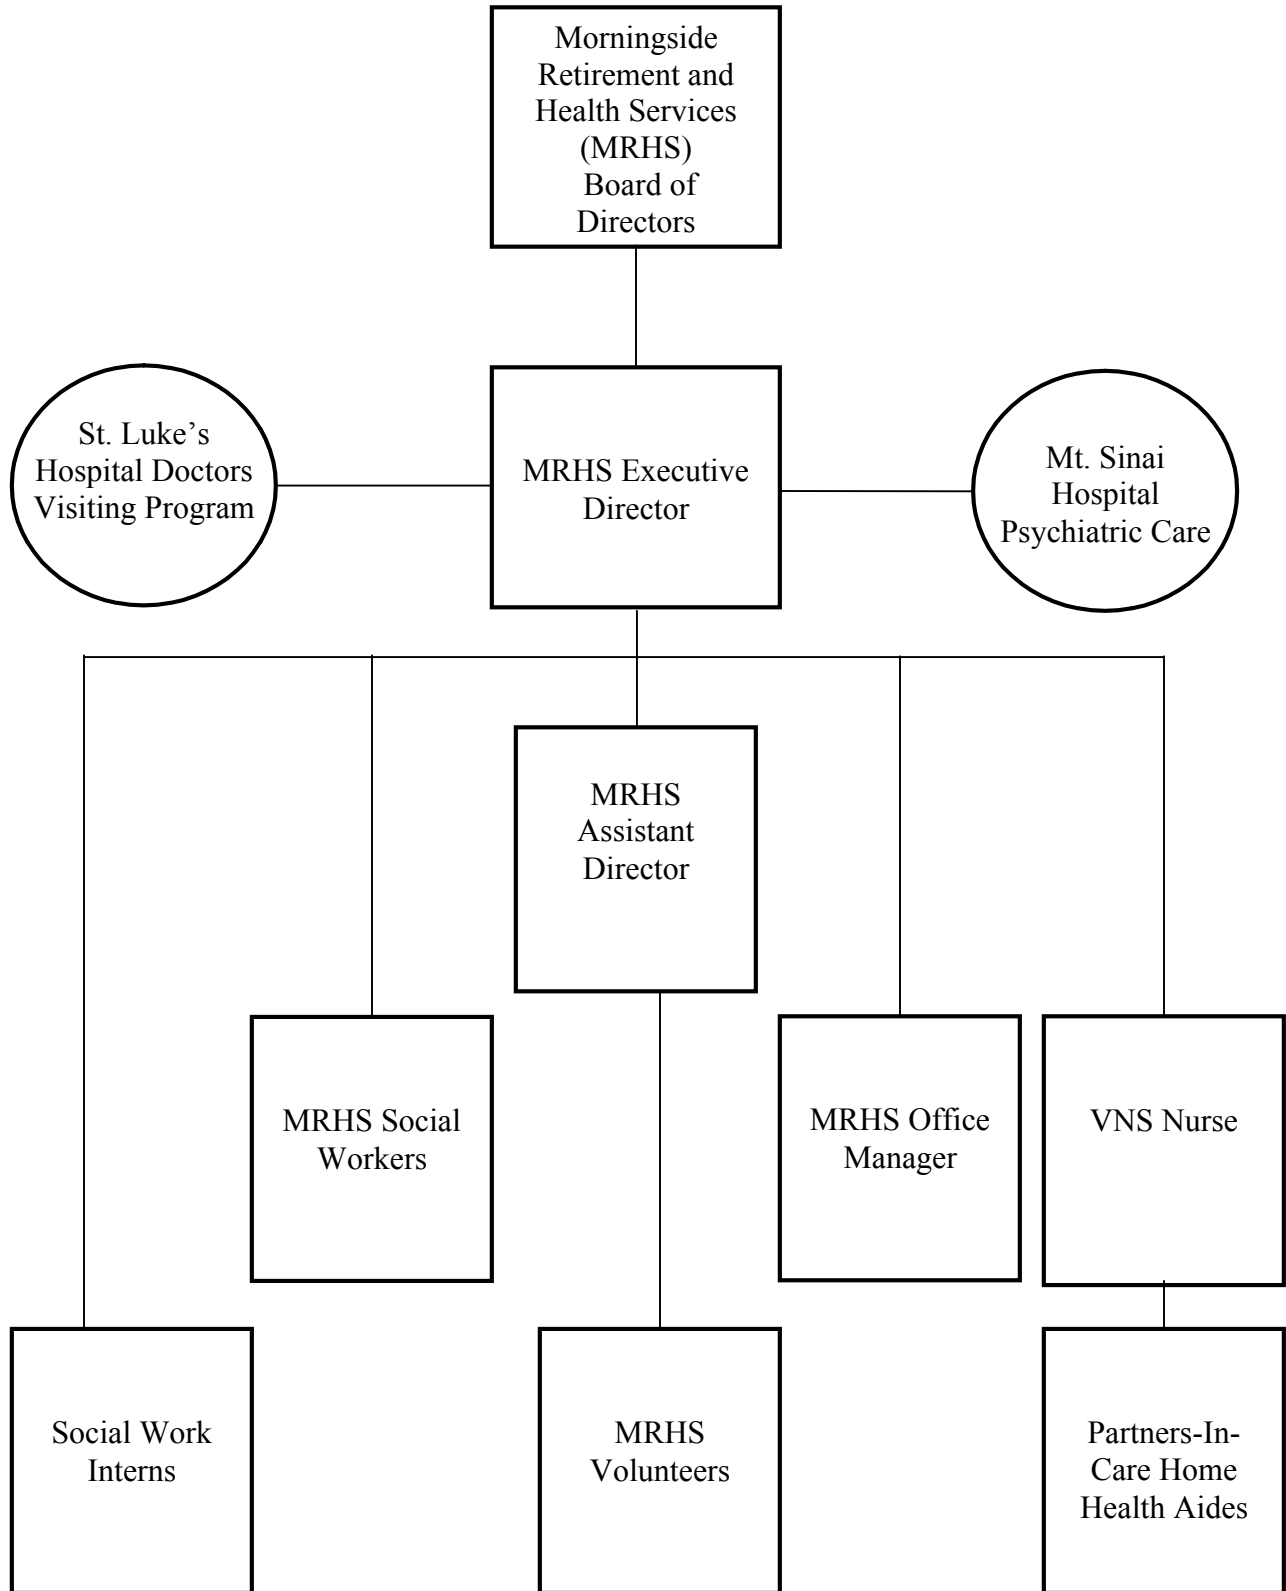 Morningside
Retirement and
Health Services
(MRHS)
Board of
Directors
St. Luke’s
Hospital Doctors
Visiting Program
MRHS Executive
Director
Mt. Sinai
Hospital
Psychiatric Care
MRHS
Assistant
Director
MRHS Social
Workers
MRHS Office
Manager
VNS Nurse
Social Work
Interns
MRHS
Volunteers
Partners-In-
Care Home
Health Aides